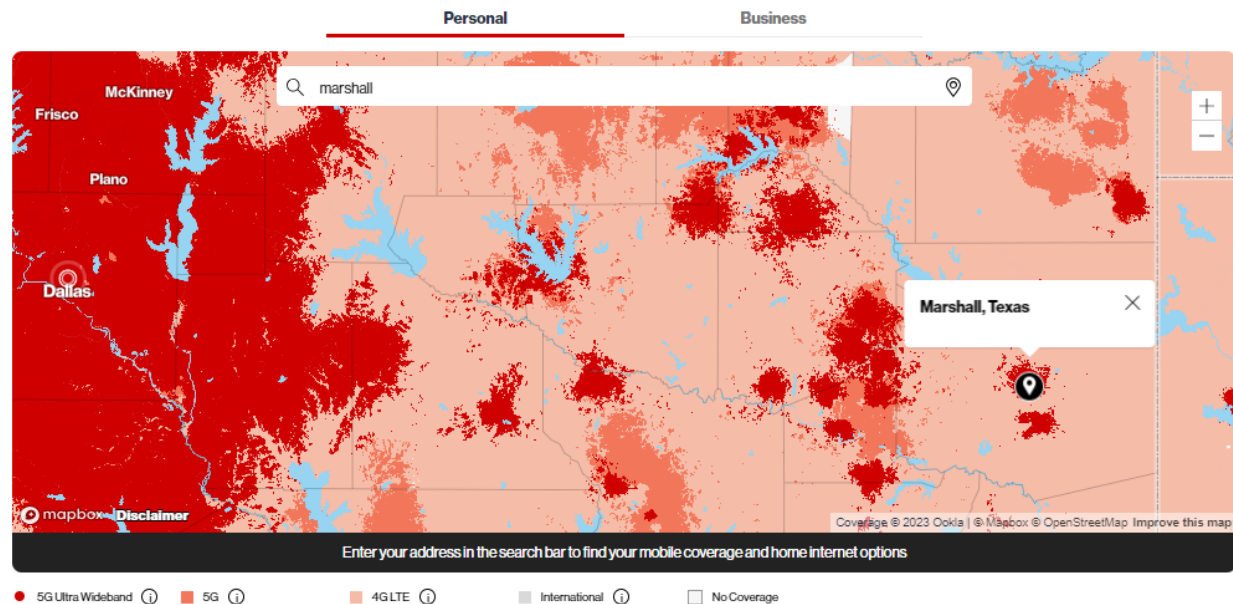 Personal
Business
marshall
McKinney
Frisco
Plano
Dallas
Marshall, Texas
mapbox Disclaimer
Coverage © 2023 Ookla | © Mapbox © OpenStreetMap Improve this map
Enter your address in the search bar to find your mobile coverage and home internet options
5G Ultra Wideband 5G 4G LTE International No Coverage